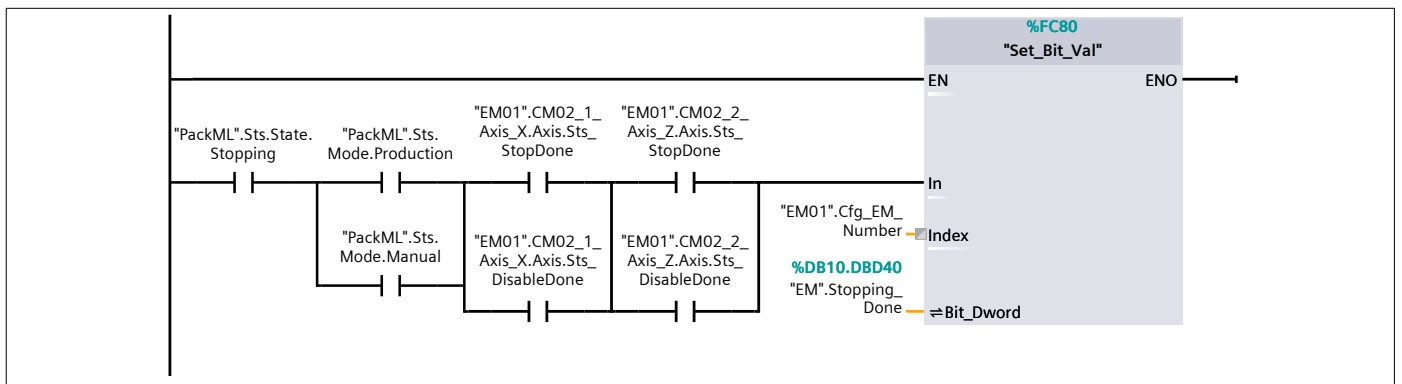 %FC80
"Set_Bit_Val"
EN
ENO
"PackML".Sts.State.
Stopping
"PackML".Sts.
Mode.Production
"EM01".CM02_1_
Axis_X.Axis.Sts_
StopDone
"EM01".CM02_2_
Axis_Z.Axis.Sts_
StopDone
In
"PackML".Sts.
Mode.Manual
"EM01".CM02_1_
Axis_X.Axis.Sts_
DisableDone
"EM01".CM02_2_
Axis_Z.Axis.Sts_
DisableDone
"EM01".Cfg_EM_
Number
Index
%DB10.DBD40
"EM".Stopping_
Done
⇌Bit_Dword